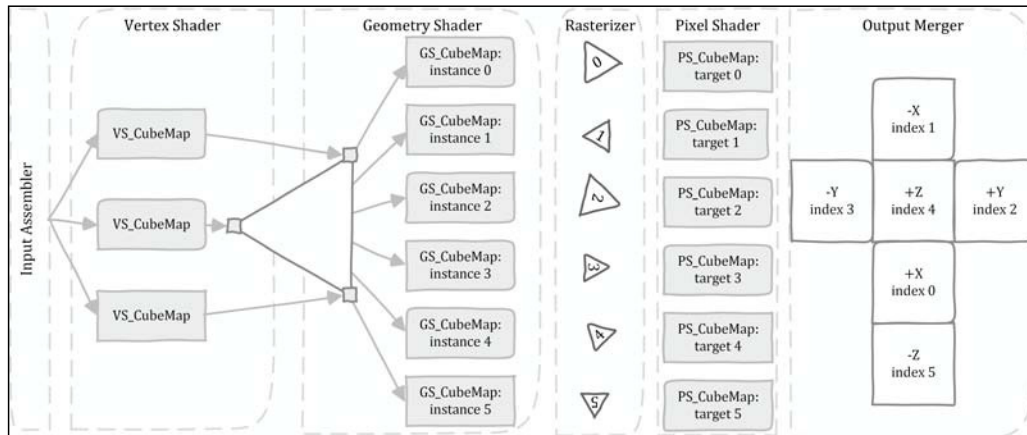 Input Assembler
Vertex Shader
VS_CubeMap
VS_CubeMap
VS_CubeMap
Geometry Shader
GS_CubeMap:
instance 0
GS_CubeMap:
instance 1
GS_CubeMap:
instance 2
GS_CubeMap:
instance 3
GS_CubeMap:
instance 4
GS_CubeMap:
instance 5
Rasterizer
0
1
2
3
4
5
Pixel Shader
PS_CubeMap:
target 0
PS_CubeMap:
target 1
PS_CubeMap:
target 2
PS_CubeMap:
target 3
PS_CubeMap:
target 4
PS_CubeMap:
target 5
Output Merger
-X
index 1
-Y
index 3
+Z
index 4
+Y
index 2
+X
index 0
-Z
index 5